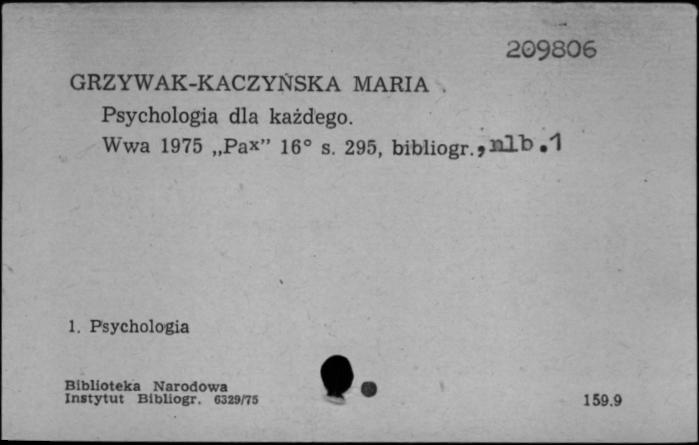 209806
GRZYWAK-KACZYŃSKA MARIA
Psychologia dla każdego.
Wwa 1975 „Pax” 16° s. 295, bibliogr., nlb.1
1. Psychologia
Biblioteka Narodowa
Instytut Bibliogr. 6329/75
159.9